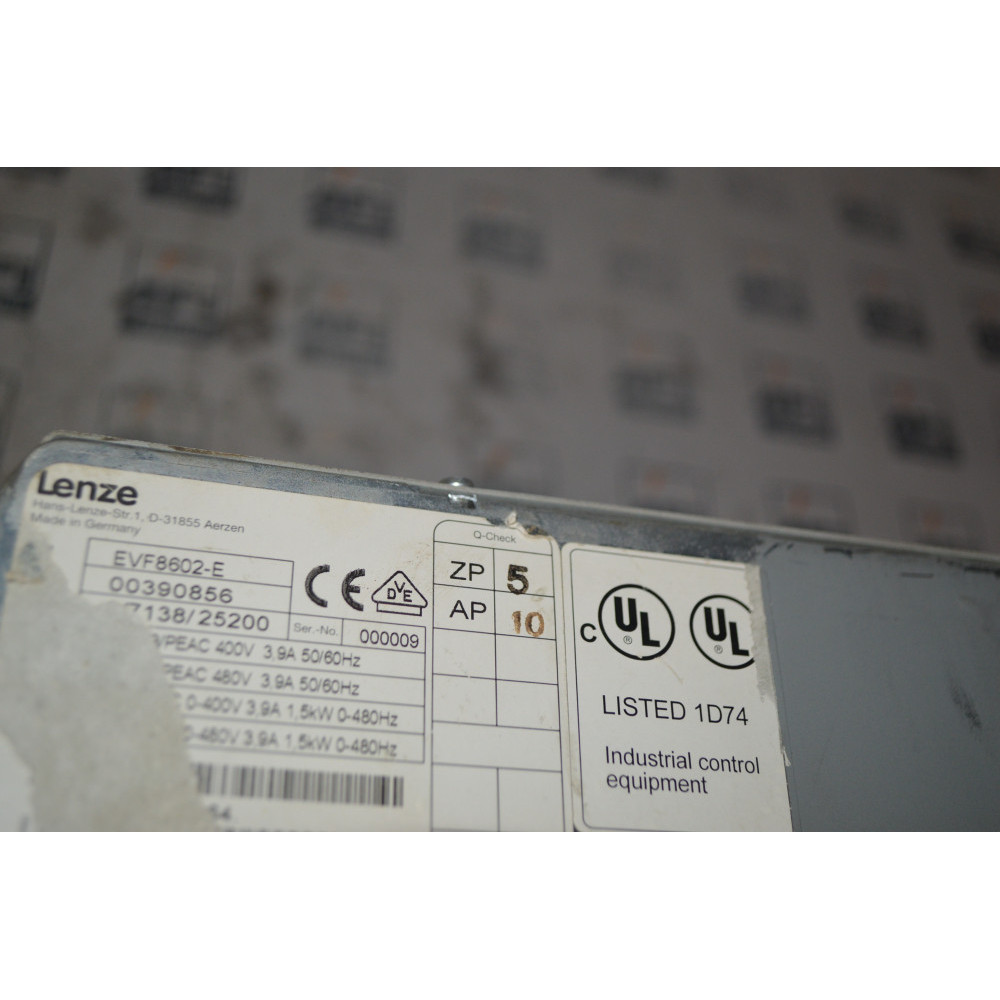 Lenze
Hans-Lenze-Str.1, D-31855 Aerzen
Made in Germany
EVF8602-E
00390856
7138/25200
Ser.-No. 000009
/PEAC 400V 3,9A 50/60Hz
PEAC 480V 3,9A 50/60Hz
0-400V 3,9A 1,5kW 0-480Hz
0-480V 3,9A 1,5kW 0-480Hz
54
CE
VDE
Q-Check
ZP 5
AP 10
C UL ® UL ®
LISTED 1D74
Industrial control
equipment